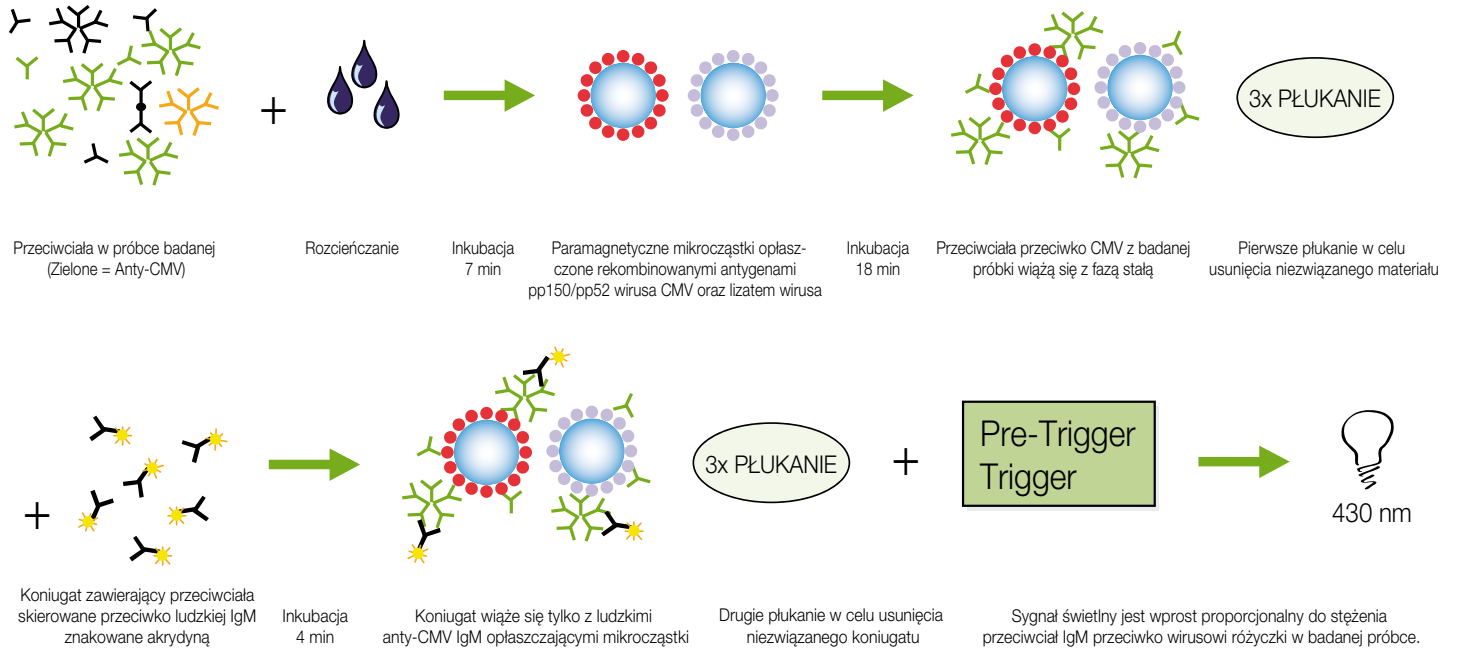 +
3x PŁUKANIE
Przeciwciała w próbce badanej
(Zielone = Anty-CMV)
Rozcieńczanie
Inkubacja
7 min
Paramagnetyczne mikrocząstki opłasz-
czone rekombinowanymi antygenami
pp150/pp52 wirusa CMV oraz lizatem wirusa
Inkubacja
18 min
Przeciwciała przeciwko CMV z badanej
próbki wiążą się z fazą stałą
Pierwsze płukanie w celu
usunięcia niezwiązanego materiału
+
3x PŁUKANIE
+
Pre-Trigger
Trigger
430 nm
Koniugat zawierający przeciwciała
skierowane przeciwko ludzkiej IgM
znakowane akrydyną
Inkubacja
4 min
Koniugat wiąże się tylko z ludzkimi
anty-CMV IgM opłaszczającymi mikrocząstki
Drugie płukanie w celu usunięcia
niezwiązanego koniugatu
Sygnał świetlny jest wprost proporcjonalny do stężenia
przeciwciał IgM przeciwko wirusowi różyczki w badanej próbce.